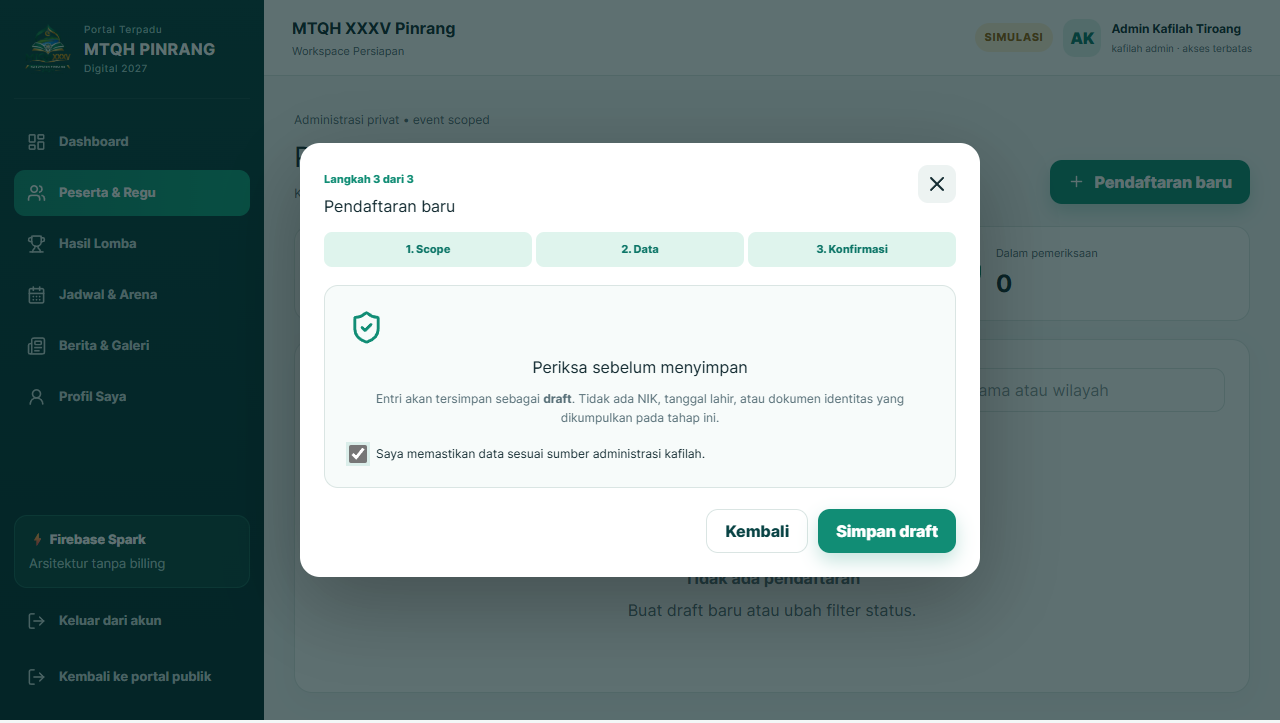 Portal Terpadu
MTQH PINRANG
Digital 2027
Dashboard
Peserta & Regu
Hasil Lomba
Jadwal & Arena
Berita & Galeri
Profil Saya
Firebase Spark
Arsitektur tanpa billing
Keluar dari akun
Kembali ke portal publik
MTQH XXXV Pinrang
Workspace Persiapan
SIMULASI
AK
Admin Kafilah Tiroang
kafilah admin · akses terbatas
Administrasi privat • event scoped
+ Pendaftaran baru
Dalam pemeriksaan
0
ama atau wilayah
Langkah 3 dari 3
Pendaftaran baru
1. Scope
2. Data
3. Konfirmasi
Periksa sebelum menyimpan
Entri akan tersimpan sebagai draft. Tidak ada NIK, tanggal lahir, atau dokumen identitas yang
dikumpulkan pada tahap ini.
Saya memastikan data sesuai sumber administrasi kafilah.
Kembali
Simpan draft
Tidak ada pendaftaran
Buat draft baru atau ubah filter status.